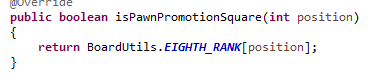 @Override
public boolean isPawnPromotionSquare(int position)
{
    return BoardUtils.EIGHTH_RANK[position];
}